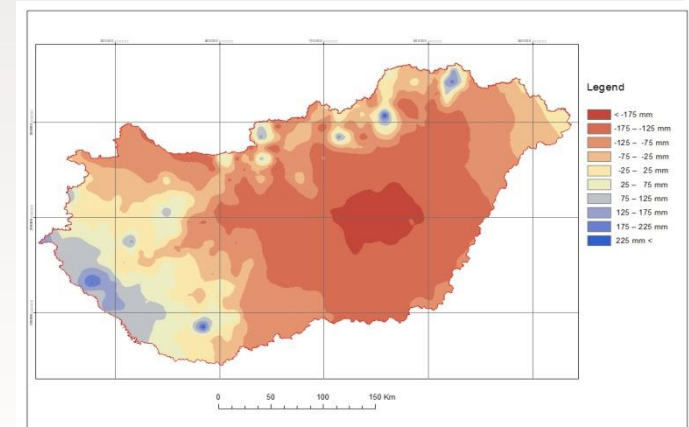 Legend
< -175 mm
-175 – -125 mm
-125 – -75 mm
-75 – -25 mm
-25 – 25 mm
25 – 75 mm
75 – 125 mm
125 – 175 mm
175 – 225 mm
225 mm <
0 50 100 150 Km